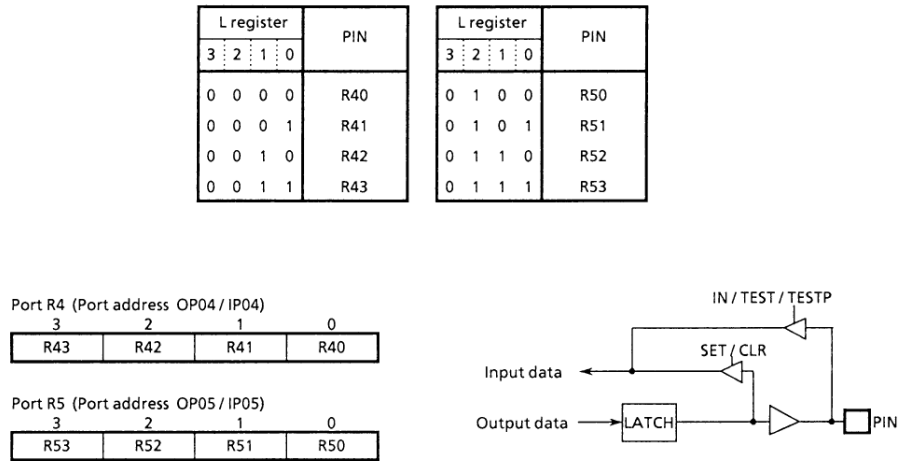 L register PIN
3 2 1 0
0 0 0 0 R40
0 0 0 1 R41
0 0 1 0 R42
0 0 1 1 R43
L register PIN
3 2 1 0
0 1 0 0 R50
0 1 0 1 R51
0 1 1 0 R52
0 1 1 1 R53
Port R4 (Port address OP04 / IP04)
3 2 1 0
R43 R42 R41 R40
Port R5 (Port address OP05 / IP05)
3 2 1 0
R53 R52 R51 R50
IN / TEST / TESTP
SET / CLR
Input data
Output data LATCH PIN